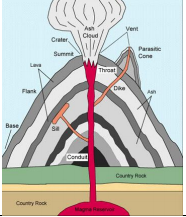 Ash
Cloud
Vent
Crater
Parasitic
Cone
Summit
Throat
Lava
Flank
Dike
Ash
Base
Sill
Conduit
Country Rock
Country Rock
Magma Reservoir